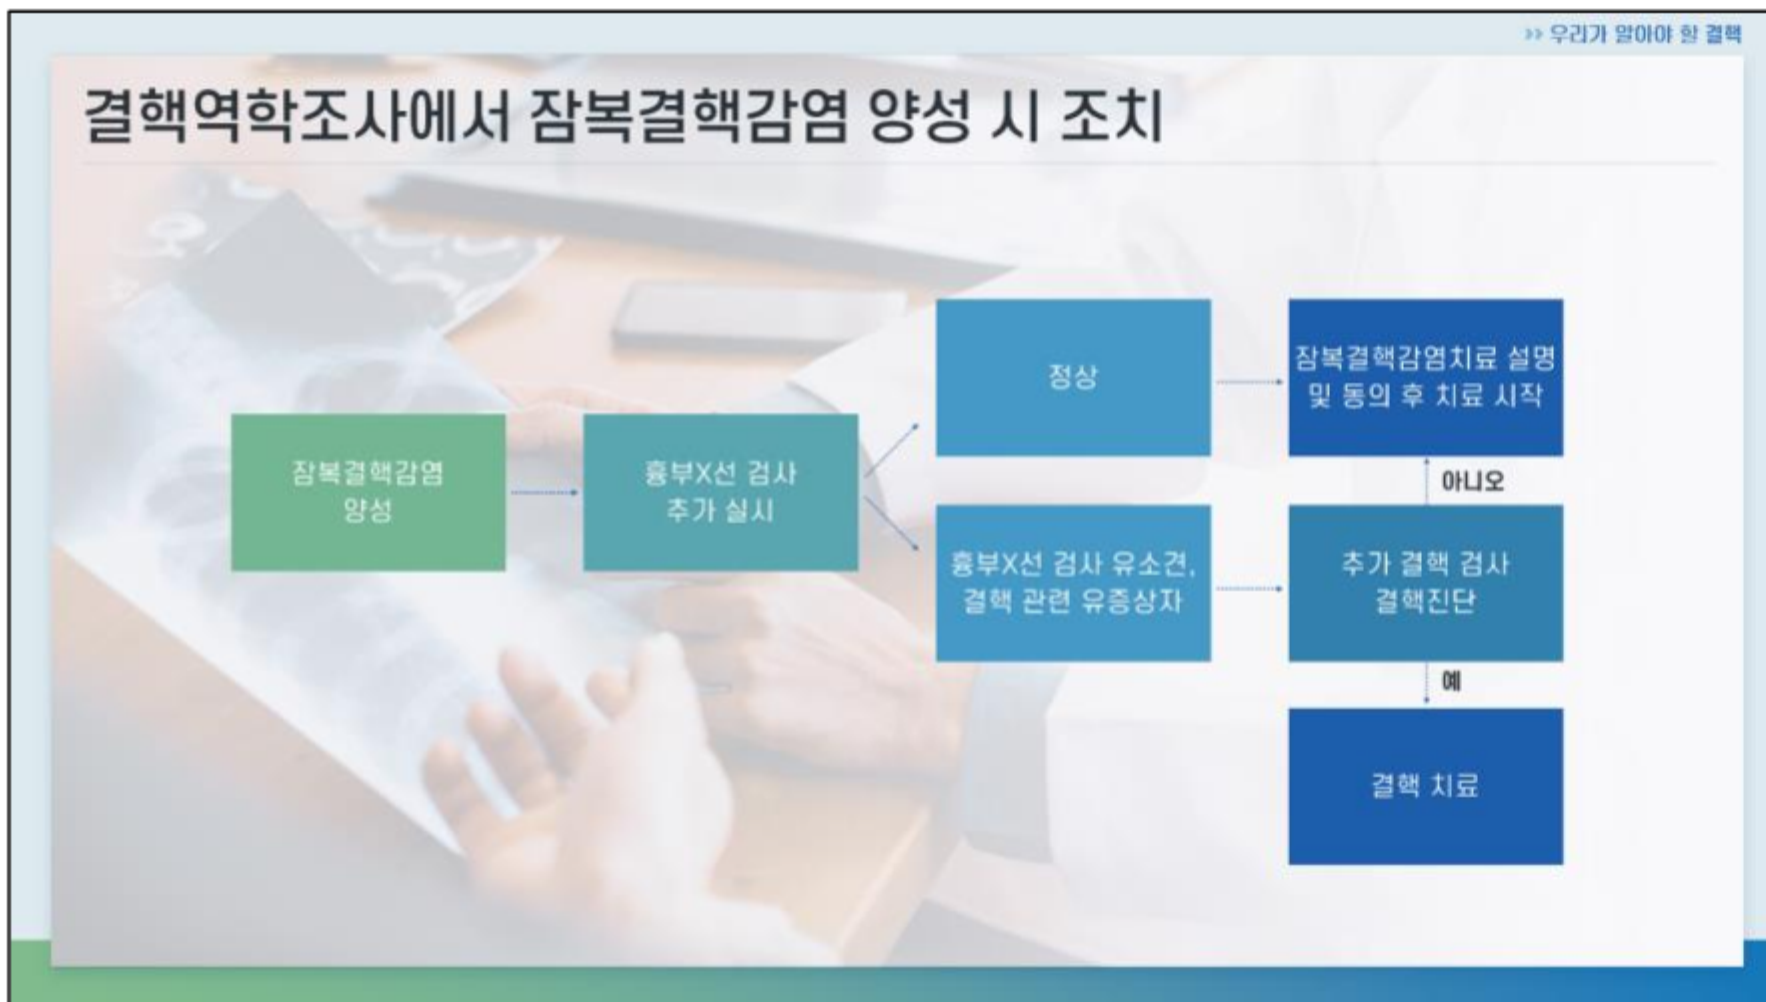 >> 우리가 알아야 할 결핵
결핵역학조사에서 잠복결핵감염 양성 시 조치
잠복결핵감염
양성
흉부X선 검사
추가 실시
정상
잠복결핵감염치료 설명
및 동의 후 치료 시작
흉부X선 검사 유소견,
결핵 관련 유증상자
아니오
추가 결핵 검사
결핵진단
예
결핵 치료